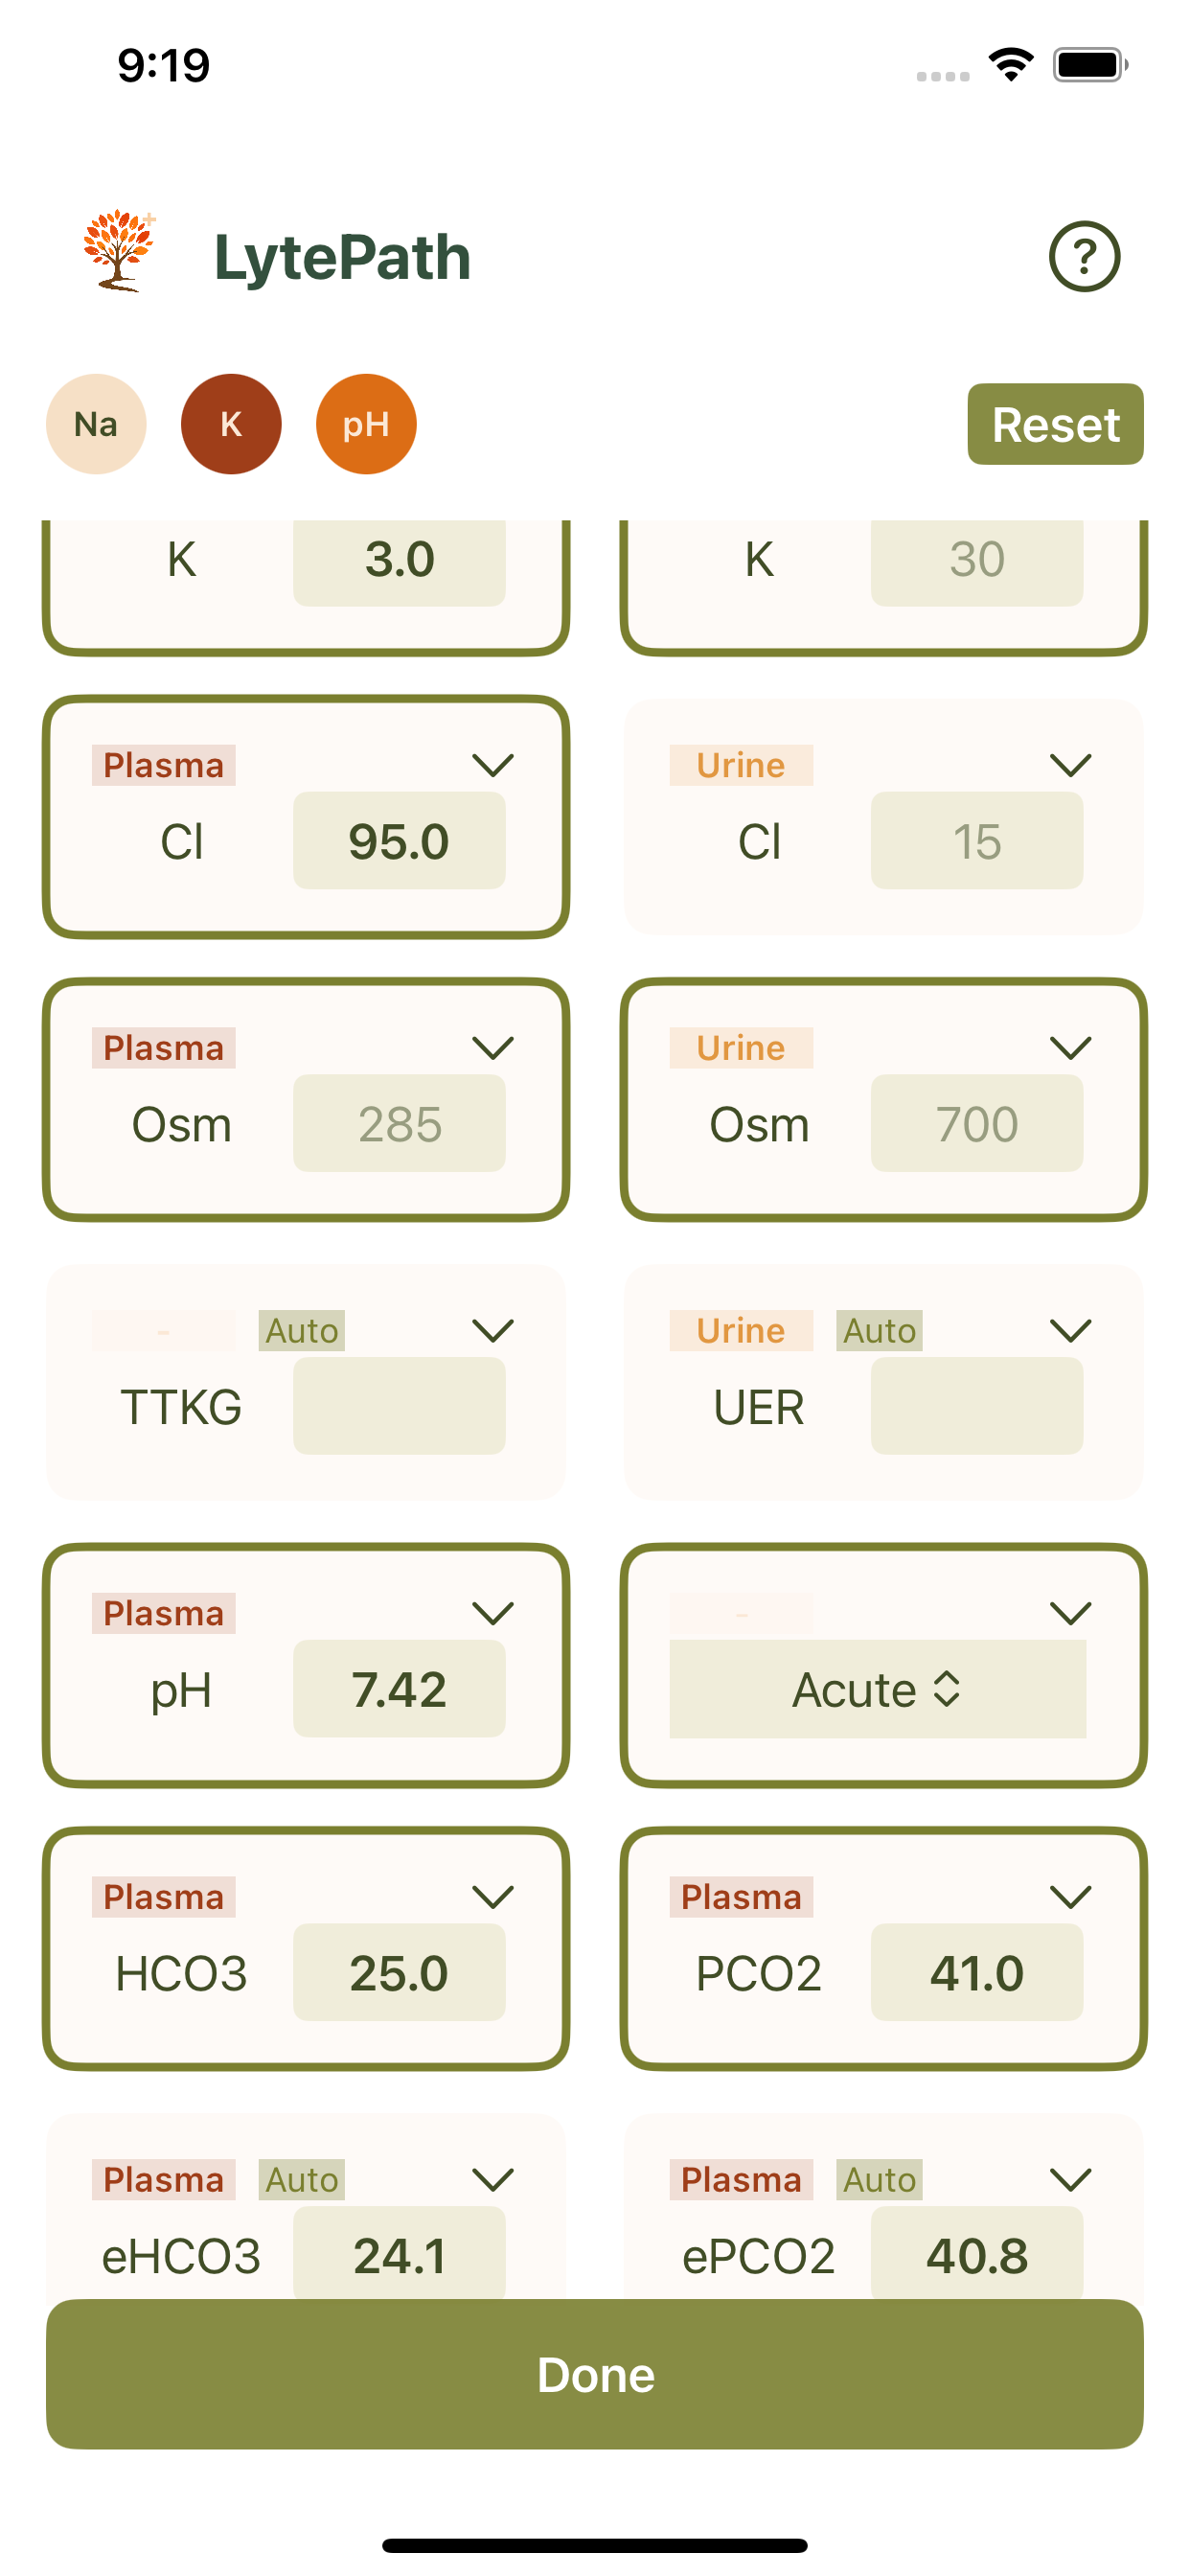 9:19
LytePath
?
Na K pH Reset
K 3.0 K 30
Plasma Urine
Cl 95.0 Cl 15
Plasma Urine
Osm 285 Osm 700
- Auto Urine Auto
TTKG UER
Plasma -
pH 7.42 Acute
Plasma Plasma
HCO3 25.0 PCO2 41.0
Plasma Auto Plasma Auto
eHCO3 24.1 ePCO2 40.8
Done